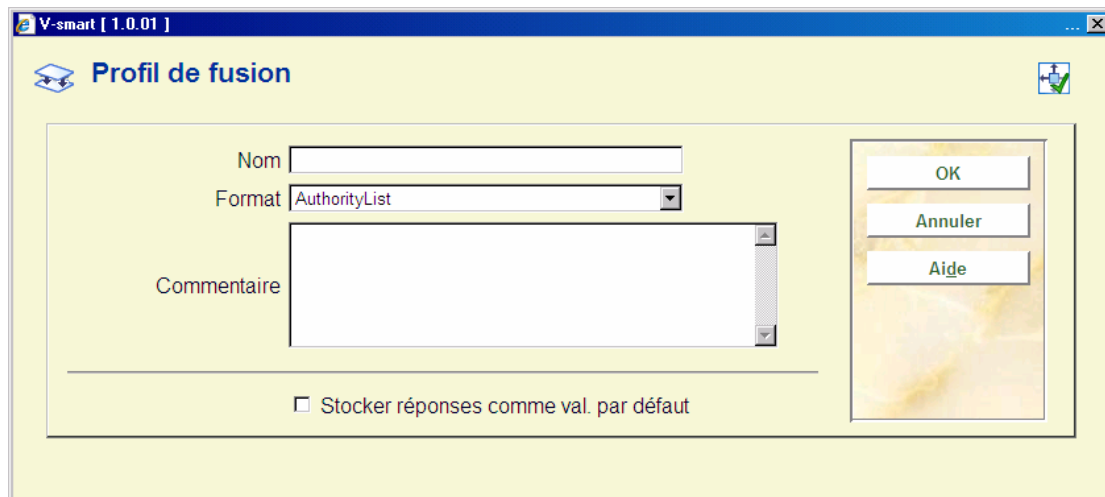 V-smart [ 1.0.01 ] ...
Profil de fusion
Nom
Format AuthorityList
Commentaire
Stocker réponses comme val. par défaut
OK
Annuler
Aide